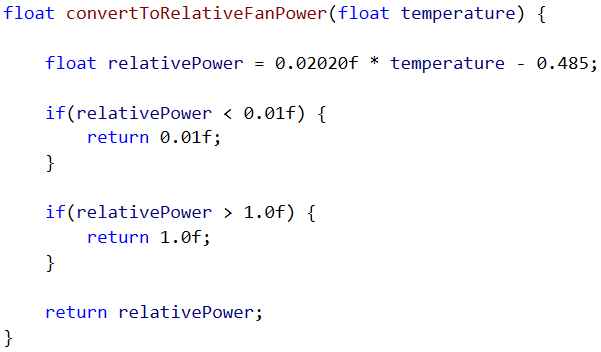 float convertToRelativeFanPower(float temperature) {
    float relativePower = 0.02020f * temperature - 0.485;
    if(relativePower < 0.01f) {
        return 0.01f;
    }
    if(relativePower > 1.0f) {
        return 1.0f;
    }
    return relativePower;
}